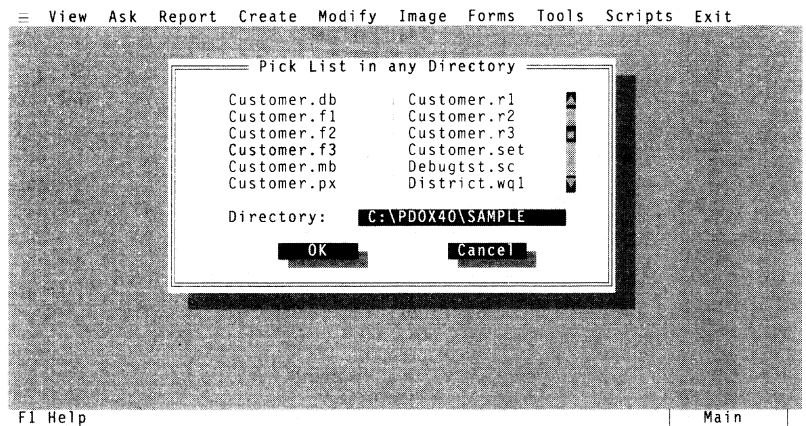 ≡ View Ask Report Create Modify Image Forms Tools Scripts Exit
Pick List in any Directory
Customer.db Customer.r1
Customer.f1 Customer.r2
Customer.f2 Customer.r3
Customer.f3 Customer.set
Customer.mb Debugtst.sc
Customer.px District.wq1
Directory: C:\PDOX40\SAMPLE
OK Cancel
F1 Help Main